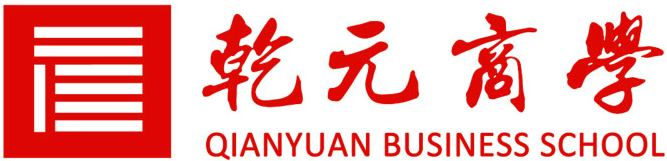 乾元商學
QIANYUAN BUSINESS SCHOOL